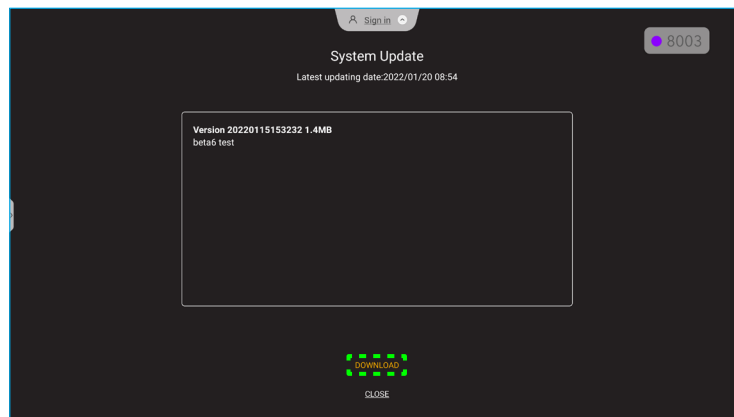 Sign in
8003
System Update
Latest updating date:2022/01/20 08:54
Version 20220115153232 1.4MB
beta6 test
DOWNLOAD
CLOSE